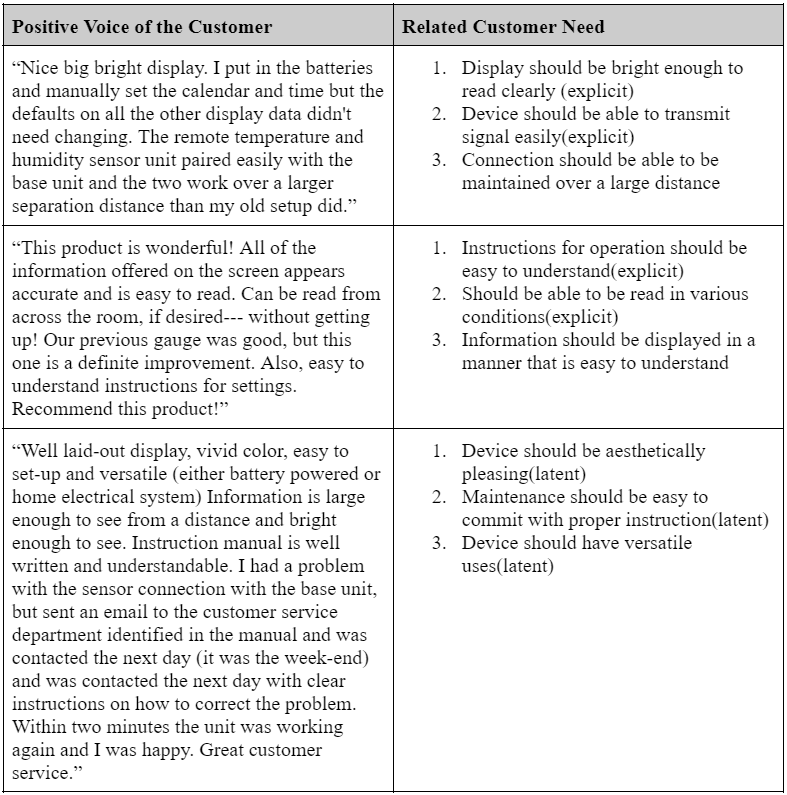 Positive Voice of the Customer
Related Customer Need
“Nice big bright display. I put in the batteries
and manually set the calendar and time but the
defaults on all the other display data didn't
need changing. The remote temperature and
humidity sensor unit paired easily with the
base unit and the two work over a larger
separation distance than my old setup did.”
1. Display should be bright enough to
read clearly (explicit)
2. Device should be able to transmit
signal easily(explicit)
3. Connection should be able to be
maintained over a large distance
“This product is wonderful! All of the
information offered on the screen appears
accurate and is easy to read. Can be read from
across the room, if desired--- without getting
up! Our previous gauge was good, but this
one is a definite improvement. Also, easy to
understand instructions for settings.
Recommend this product!”
1. Instructions for operation should be
easy to understand(explicit)
2. Should be able to be read in various
conditions(explicit)
3. Information should be displayed in a
manner that is easy to understand
“Well laid-out display, vivid color, easy to
set-up and versatile (either battery powered or
home electrical system) Information is large
enough to see from a distance and bright
enough to see. Instruction manual is well
written and understandable. I had a problem
with the sensor connection with the base unit,
but sent an email to the customer service
department identified in the manual and was
contacted the next day (it was the week-end)
and was contacted the next day with clear
instructions on how to correct the problem.
Within two minutes the unit was working
again and I was happy. Great customer
service.”
1. Device should be aesthetically
pleasing(latent)
2. Maintenance should be easy to
commit with proper instruction(latent)
3. Device should have versatile
uses(latent)